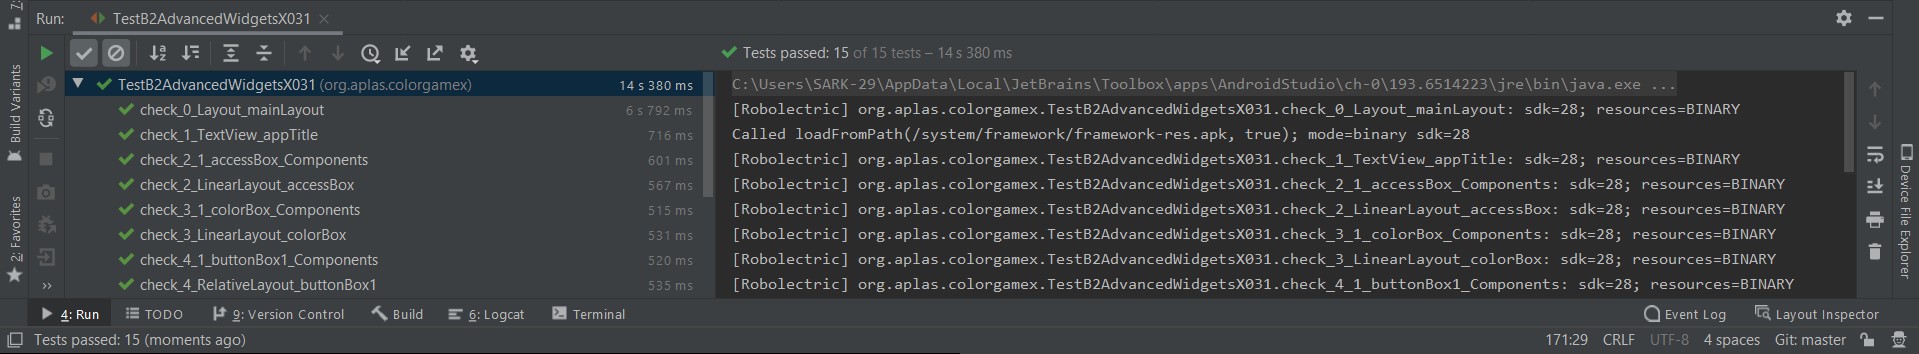 Run: TestB2AdvancedWidgetsX031
Tests passed: 15 of 15 tests – 14 s 380 ms
TestB2AdvancedWidgetsX031 (org.aplas.colorgamex) 14 s 380 ms
check_0_Layout_mainLayout 6 s 792 ms
check_1_TextView_appTitle 716 ms
check_2_1_accessBox_Components 601 ms
check_2_LinearLayout_accessBox 567 ms
check_3_1_colorBox_Components 515 ms
check_3_LinearLayout_colorBox 531 ms
check_4_1_buttonBox1_Components 520 ms
check_4_RelativeLayout_buttonBox1 535 ms
C:\Users\SARK-29\AppData\Local\JetBrains\Toolbox\apps\AndroidStudio\ch-0\193.6514223\jre\bin\java.exe ...
[Robolectric] org.aplas.colorgamex.TestB2AdvancedWidgetsX031.check_0_Layout_mainLayout: sdk=28; resources=BINARY
Called loadFromPath(/system/framework/framework-res.apk, true); mode=binary sdk=28
[Robolectric] org.aplas.colorgamex.TestB2AdvancedWidgetsX031.check_1_TextView_appTitle: sdk=28; resources=BINARY
[Robolectric] org.aplas.colorgamex.TestB2AdvancedWidgetsX031.check_2_1_accessBox_Components: sdk=28; resources=BINARY
[Robolectric] org.aplas.colorgamex.TestB2AdvancedWidgetsX031.check_2_LinearLayout_accessBox: sdk=28; resources=BINARY
[Robolectric] org.aplas.colorgamex.TestB2AdvancedWidgetsX031.check_3_1_colorBox_Components: sdk=28; resources=BINARY
[Robolectric] org.aplas.colorgamex.TestB2AdvancedWidgetsX031.check_3_LinearLayout_colorBox: sdk=28; resources=BINARY
[Robolectric] org.aplas.colorgamex.TestB2AdvancedWidgetsX031.check_4_1_buttonBox1_Components: sdk=28; resources=BINARY
Build Variants
2: Favorites
Device File Explorer
4: Run TODO 9: Version Control Build 6: Logcat Terminal Event Log Layout Inspector
Tests passed: 15 (moments ago) 171:29 CRLF UTF-8 4 spaces Git: master